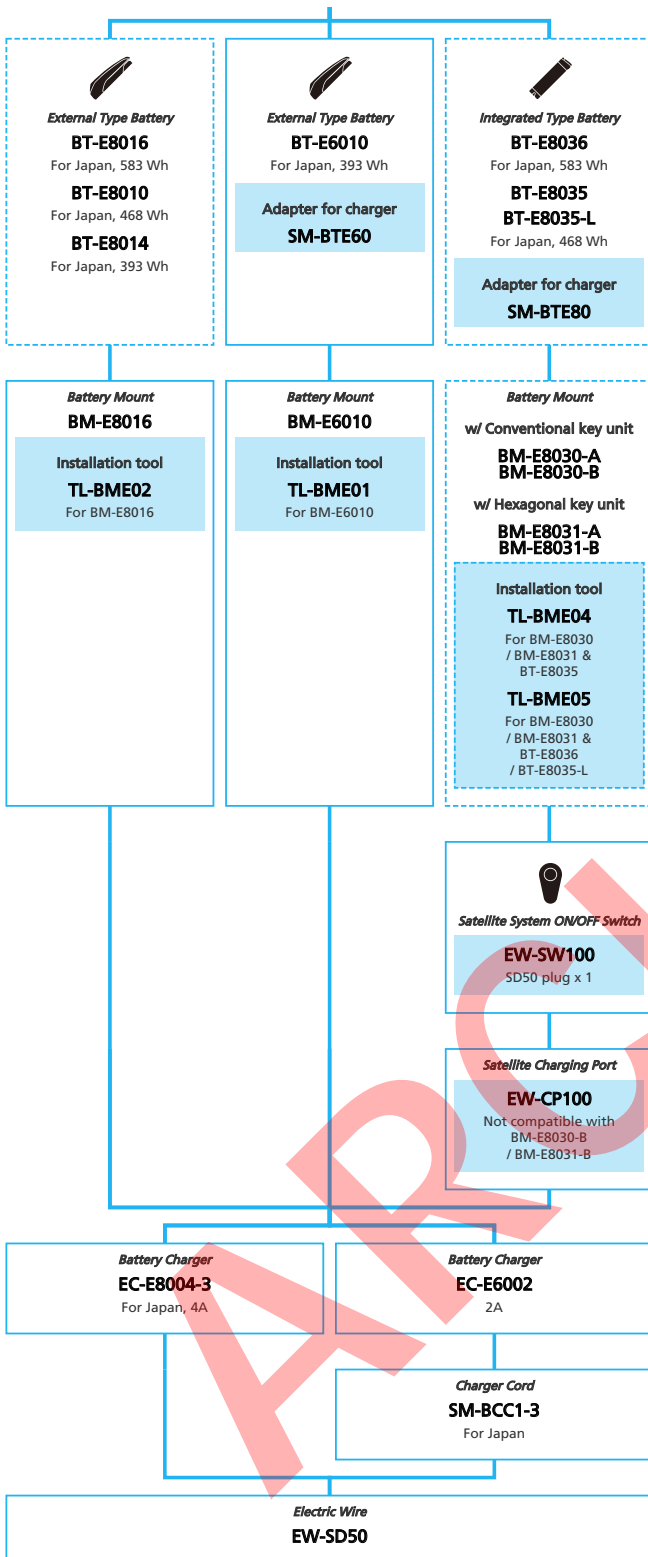 External Type Battery
BT-E8016
For Japan, 583 Wh
BT-E8010
For Japan, 468 Wh
BT-E8014
For Japan, 393 Wh
External Type Battery
BT-E6010
For Japan, 393 Wh
Adapter for charger
SM-BTE60
Integrated Type Battery
BT-E8036
For Japan, 583 Wh
BT-E8035
BT-E8035-L
For Japan, 468 Wh
Adapter for charger
SM-BTE80
Battery Mount
BM-E8016
Installation tool
TL-BME02
For BM-E8016
Battery Mount
BM-E6010
Installation tool
TL-BME01
For BM-E6010
Battery Mount
w/ Conventional key unit
BM-E8030-A
BM-E8030-B
w/ Hexagonal key unit
BM-E8031-A
BM-E8031-B
Installation tool
TL-BME04
For BM-E8030
/ BM-E8031 &
BT-E8035
TL-BME05
For BM-E8030
/ BM-E8031 &
BT-E8036
/ BT-E8035-L
Satellite System ON/OFF Switch
EW-SW100
SD50 plug x 1
Satellite Charging Port
EW-CP100
Not compatible with
BM-E8030-B
/ BM-E8031-B
Battery Charger
EC-E8004-3
For Japan, 4A
Battery Charger
EC-E6002
2A
Charger Cord
SM-BCC1-3
For Japan
Electric Wire
EW-SD50